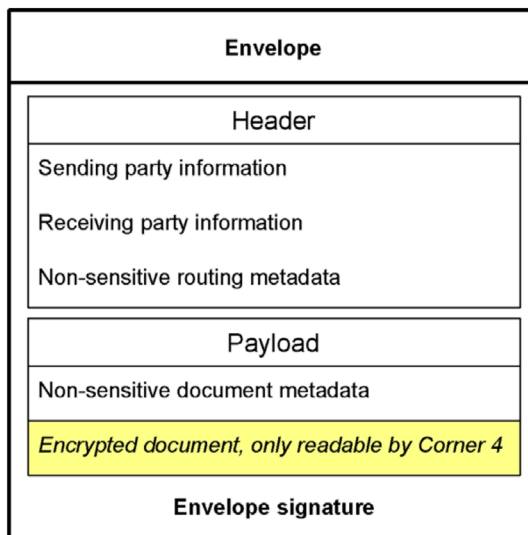 Envelope
Header
Sending party information
Receiving party information
Non-sensitive routing metadata
Payload
Non-sensitive document metadata
Encrypted document, only readable by Corner 4
Envelope signature